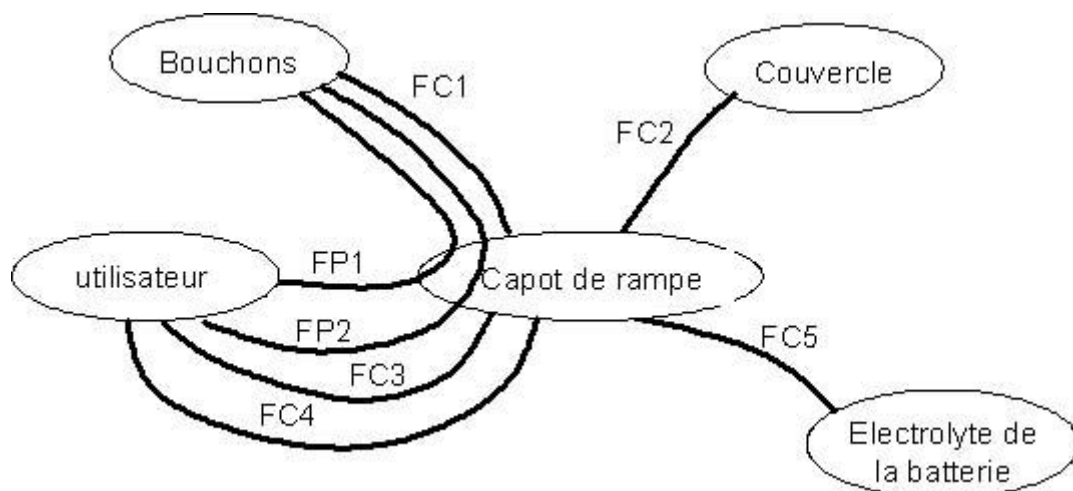 Bouchons
FC1
Couvercle
FC2
utilisateur
FP1
Capot de rampe
FP2
FC3
FC5
FC4
Electrolyte de
la batterie